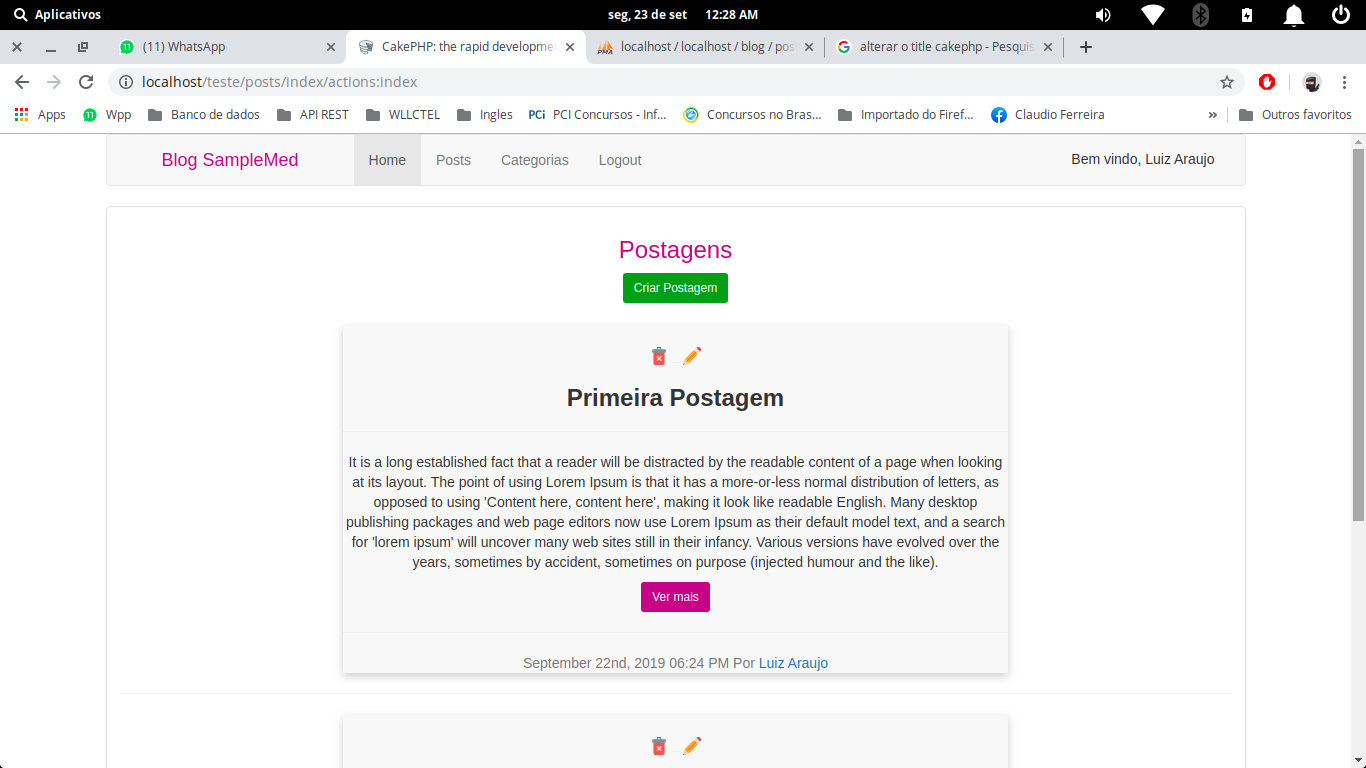 Aplicativos
seg, 23 de set 12:28 AM
(11) WhatsApp
CakePHP: the rapid developme
localhost / localhost / blog / pos
alterar o title cakephp - Pesquis
localhost/teste/posts/index/actions:index
Apps
Wpp
Banco de dados
API REST
WLLCTEL
Ingles
PCi PCI Concursos - Inf...
Concursos no Bras...
Importado do Firef...
Claudio Ferreira
»
Outros favoritos
Blog SampleMed
Home
Posts
Categorias
Logout
Bem vindo, Luiz Araujo
Postagens
Criar Postagem
Primeira Postagem
It is a long established fact that a reader will be distracted by the readable content of a page when looking
at its layout. The point of using Lorem Ipsum is that it has a more-or-less normal distribution of letters, as
opposed to using 'Content here, content here', making it look like readable English. Many desktop
publishing packages and web page editors now use Lorem Ipsum as their default model text, and a search
for 'lorem ipsum' will uncover many web sites still in their infancy. Various versions have evolved over the
years, sometimes by accident, sometimes on purpose (injected humour and the like).
Ver mais
September 22nd, 2019 06:24 PM Por Luiz Araujo